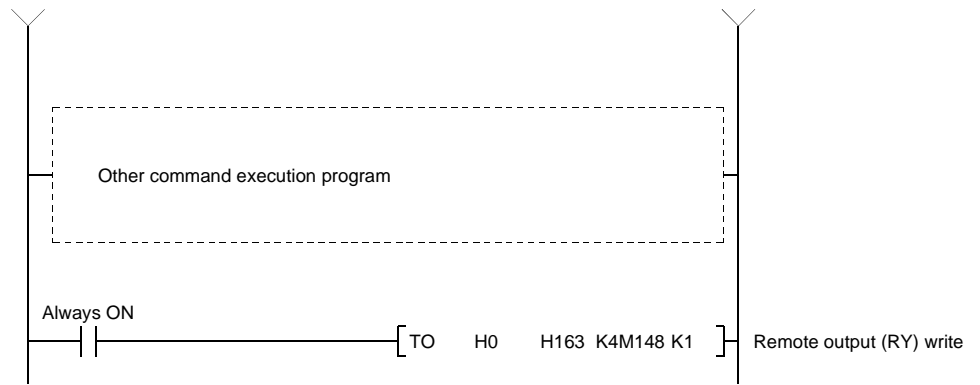 Other command execution program
Always ON
TO H0 H163 K4M148 K1 Remote output (RY) write